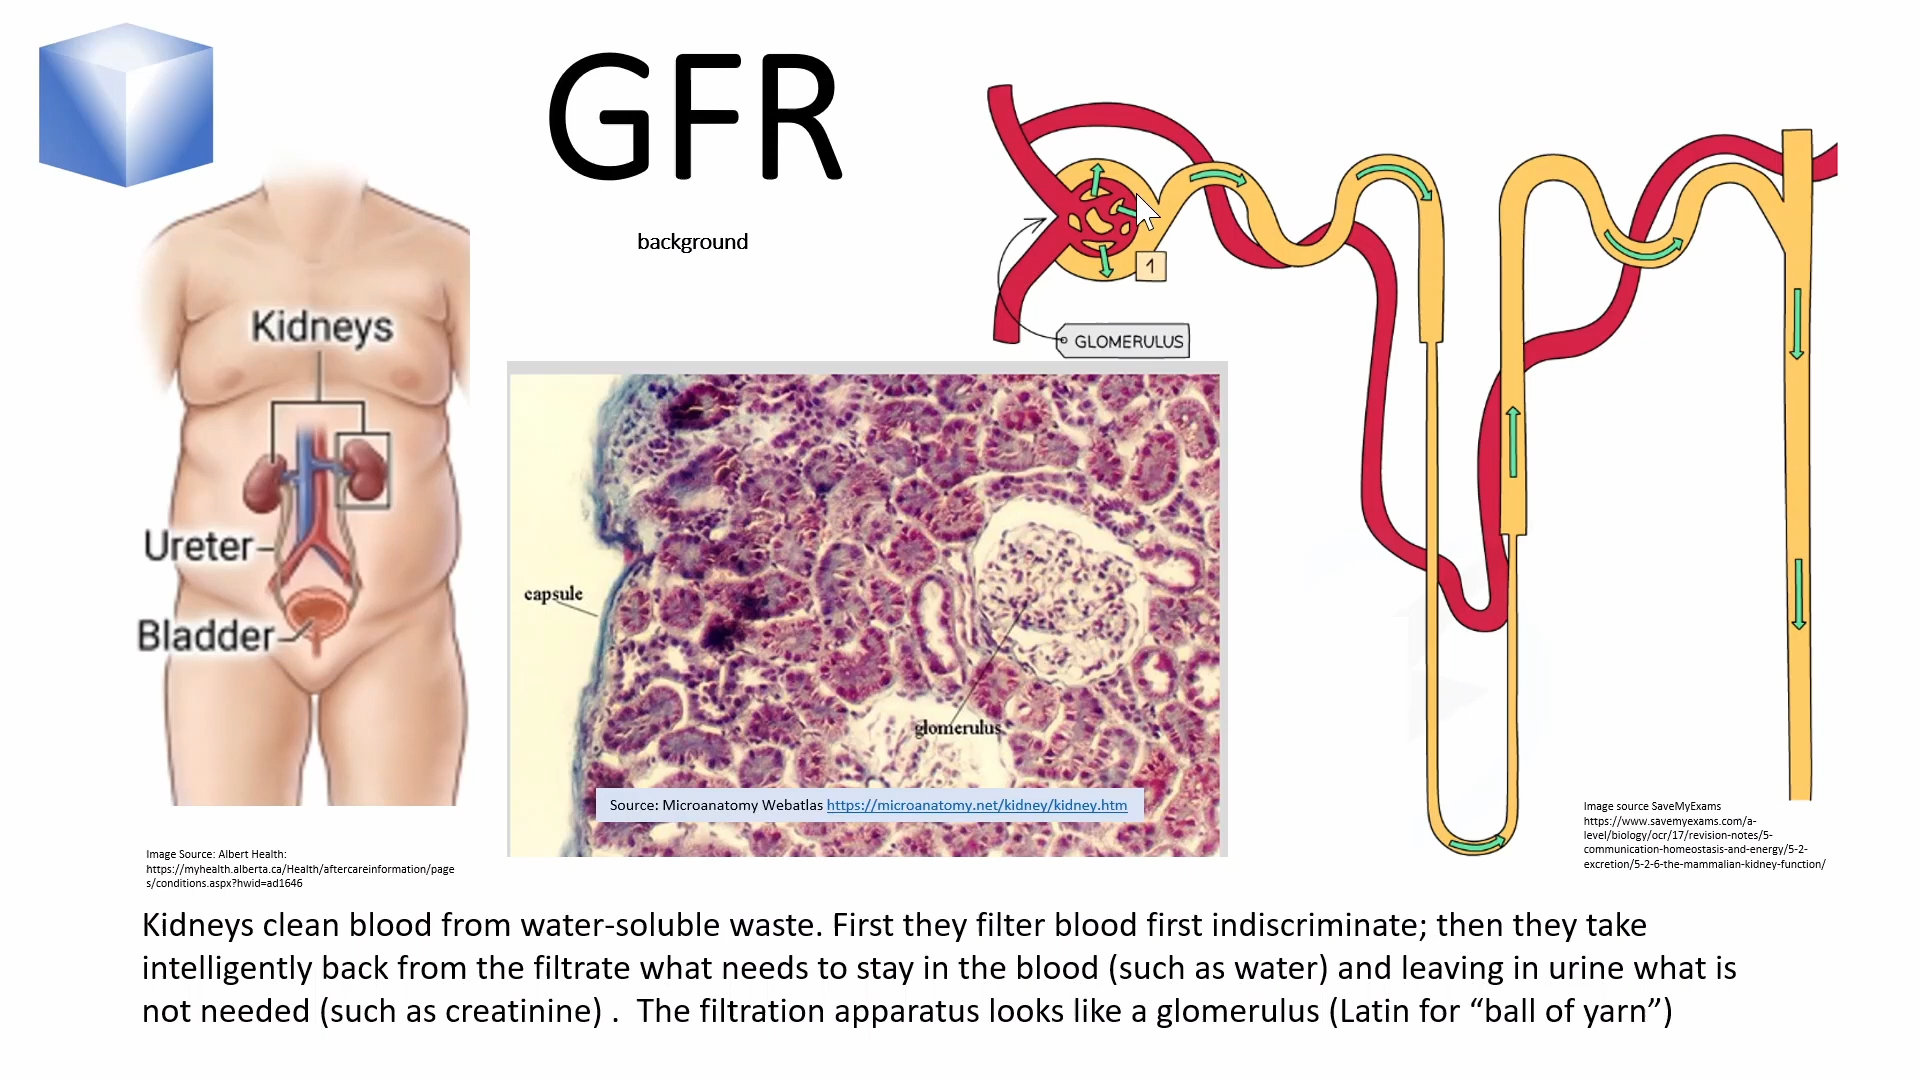 GFR
background
Kidneys
Ureter
Bladder
1
GLOMERULUS
capsule
glomerulus
Source: Microanatomy Webatlas https://microanatomy.net/kidney/kidney.htm
Image Source: Albert Health:
https://myhealth.alberta.ca/Health/aftercareinformation/page
s/conditions.aspx?hwid=ad1646
Image source SaveMyExams
https://www.savemyexams.com/a-
level/biology/ocr/17/revision-notes/5-
communication-homeostasis-and-energy/5-2-
excretion/5-2-6-the-mammalian-kidney-function/
Kidneys clean blood from water-soluble waste. First they filter blood first indiscriminate; then they take
intelligently back from the filtrate what needs to stay in the blood (such as water) and leaving in urine what is
not needed (such as creatinine) .  The filtration apparatus looks like a glomerulus (Latin for “ball of yarn”)